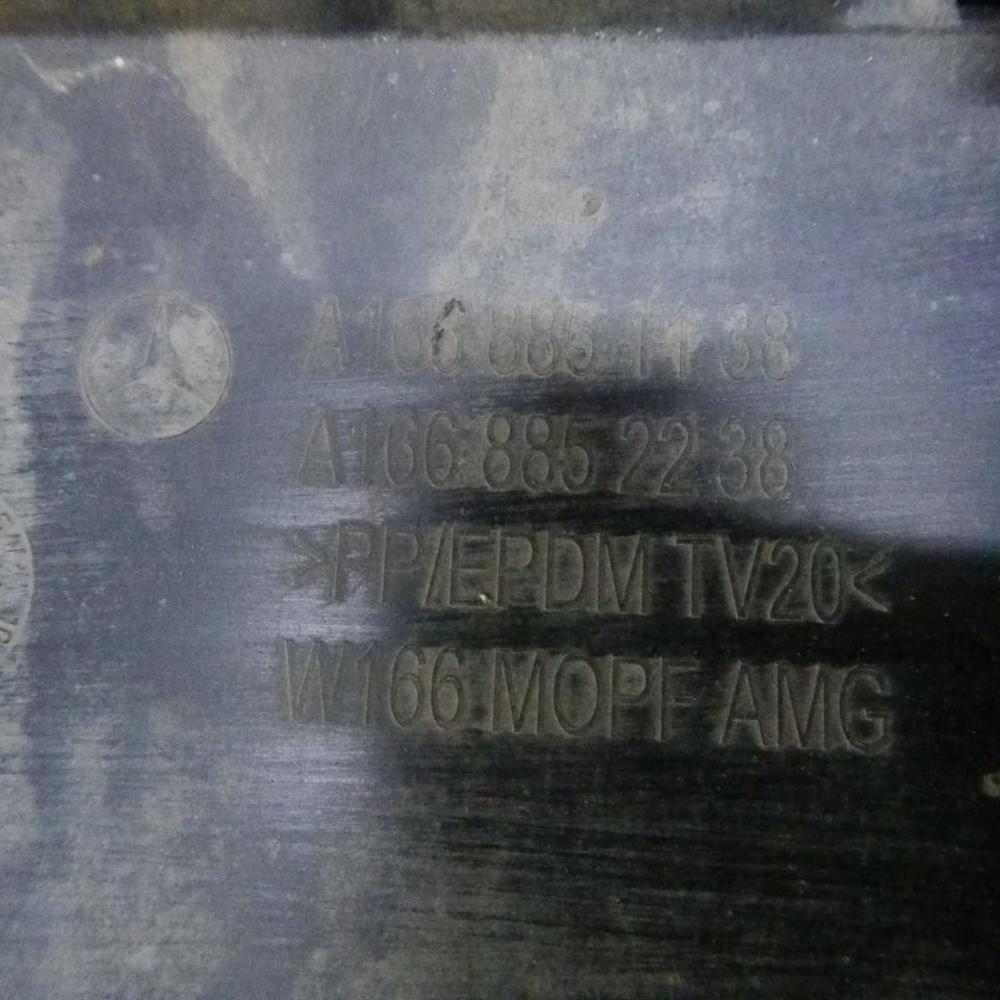 A166 885 11 38
A166 885 22 38
>PP/EPDM TV20<
W166 MOPF AMG